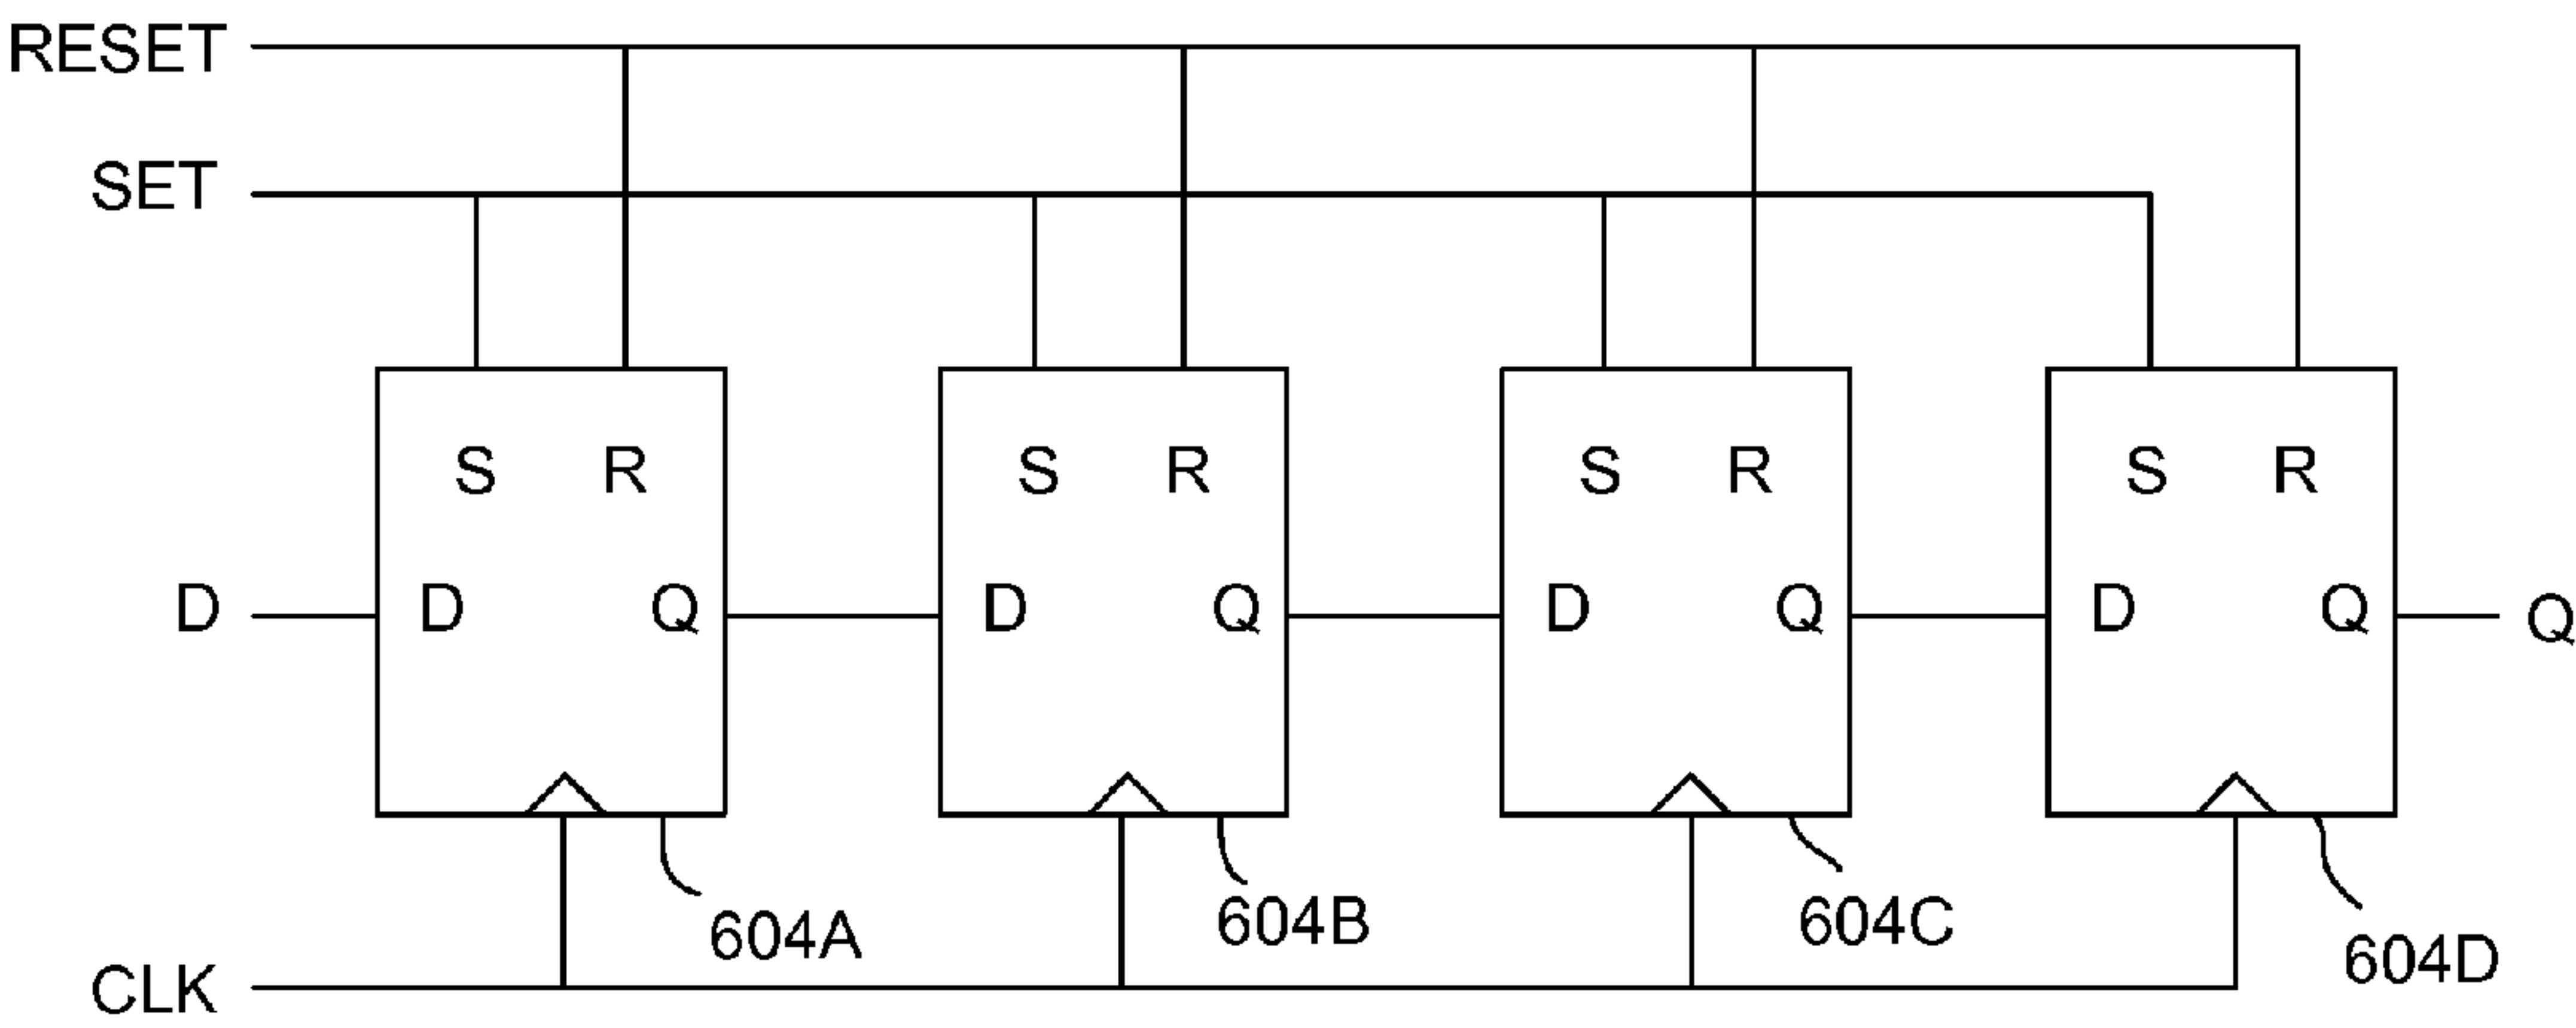 RESET
SET
S R S R S R S R
D D Q D Q D Q D Q Q
604A 604B 604C 604D
CLK